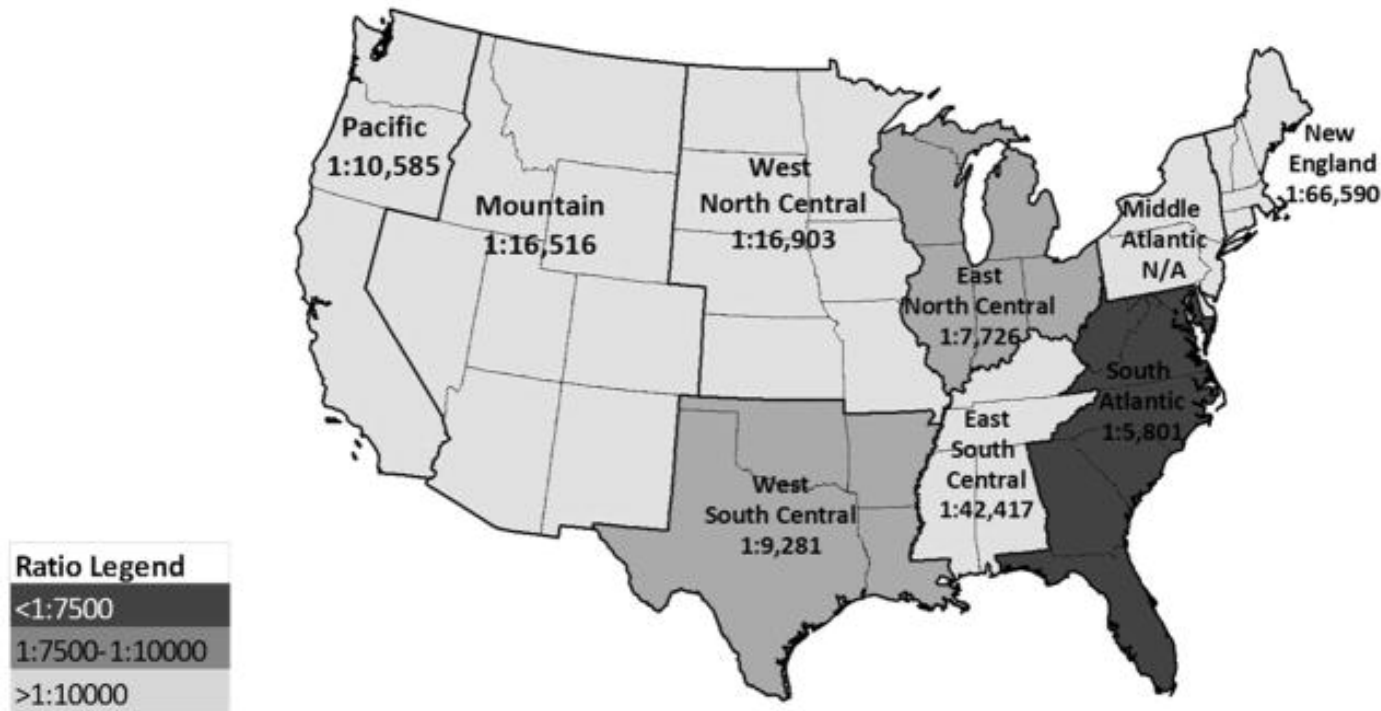 Pacific
1:10,585
Mountain
1:16,516
West
North Central
1:16,903
East
North Central
1:7,726
Middle
Atlantic
N/A
New
England
1:66,590
South
Atlantic
1:5,801
East
South
Central
1:42,417
West
South Central
1:9,281
Ratio Legend
<1:7500
1:7500-1:10000
>1:10000